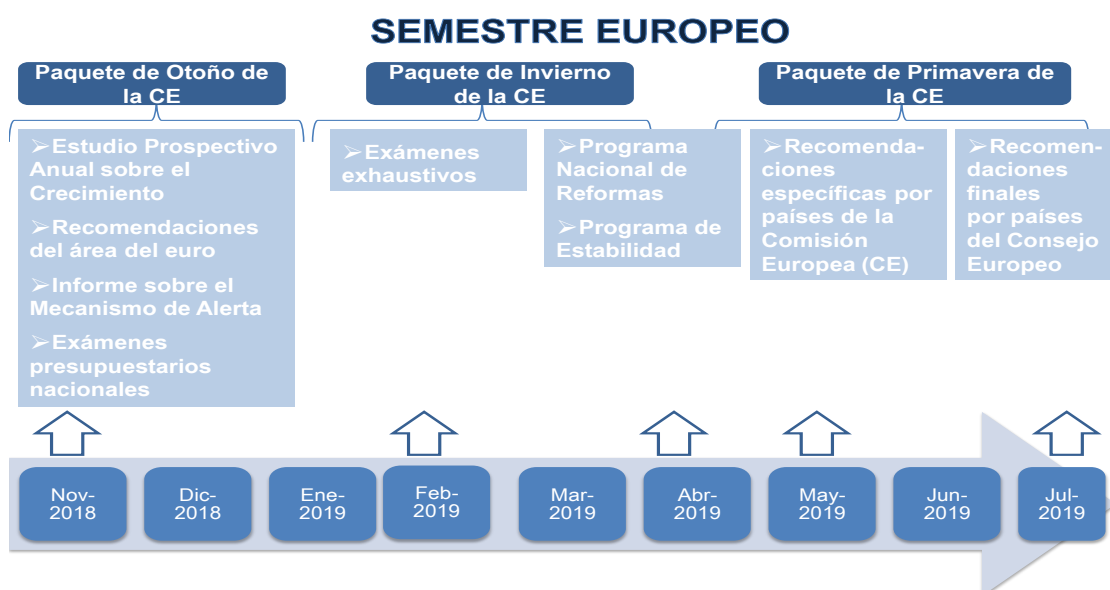 SEMESTRE EUROPEO
Paquete de Otoño de
la CE
➢Estudio Prospectivo
Anual sobre el
Crecimiento
➢Recomendaciones
del área del euro
➢Informe sobre el
Mecanismo de Alerta
➢Exámenes
presupuestarios
nacionales
Paquete de Invierno
de la CE
➢Exámenes
exhaustivos
➢Programa
Nacional de
Reformas
➢Programa de
Estabilidad
Paquete de Primavera de
la CE
➢Recomenda-
ciones
específicas por
países de la
Comisión
Europea (CE)
➢Recomen-
daciones
finales
por países
del Consejo
Europeo
Nov-
2018
Dic-
2018
Ene-
2019
Feb-
2019
Mar-
2019
Abr-
2019
May-
2019
Jun-
2019
Jul-
2019